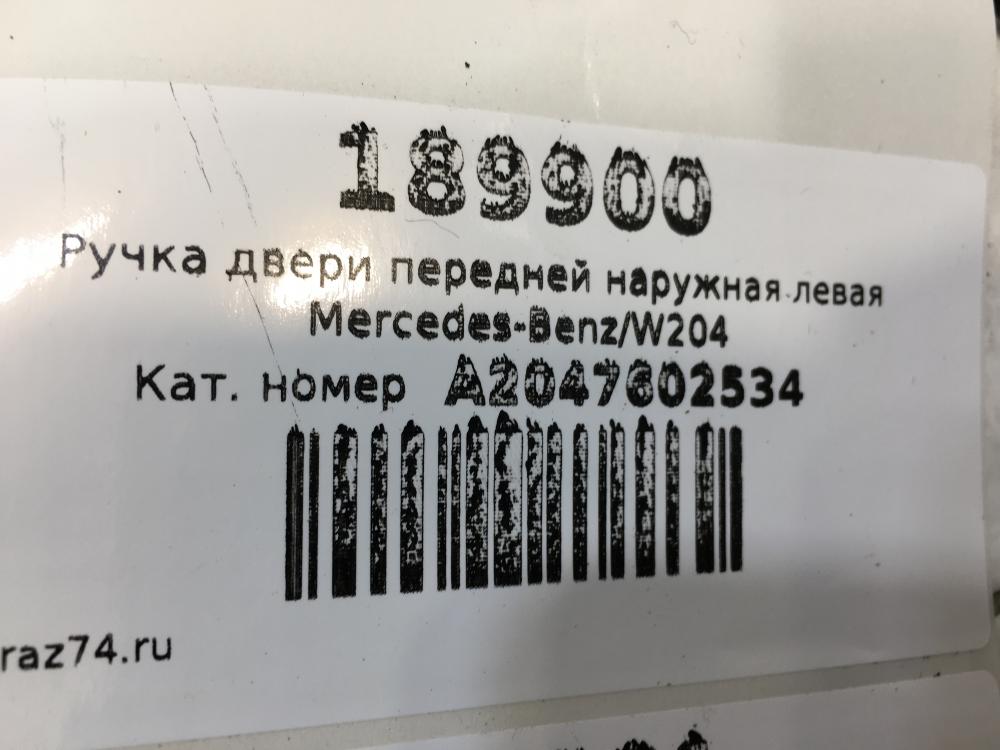 189900
Ручка двери передней наружная левая
Mercedes-Benz/W204
Кат. номер A2047602534
raz74.ru